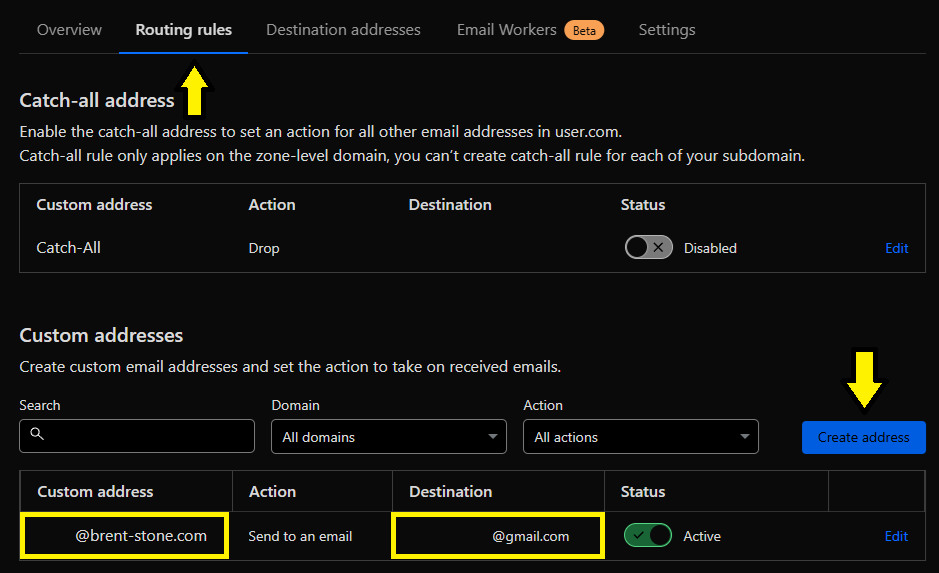 Overview Routing rules Destination addresses Email Workers Beta Settings
Catch-all address
Enable the catch-all address to set an action for all other email addresses in user.com.
Catch-all rule only applies on the zone-level domain, you can’t create catch-all rule for each of your subdomain.
Custom address Action Destination Status
Catch-All Drop Disabled Edit
Custom addresses
Create custom email addresses and set the action to take on received emails.
Search Domain Action
All domains All actions Create address
Custom address Action Destination Status
@brent-stone.com Send to an email @gmail.com Active Edit